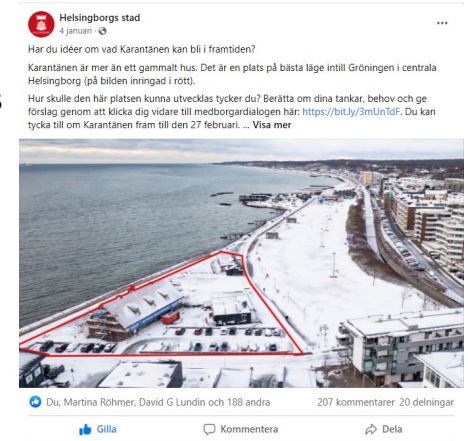 Helsingborgs stad
4 januari ·
Har du idéer om vad Karantänen kan bli i framtiden?
Karantänen är mer än ett gammalt hus. Det är en plats på bästa läge intill Gröningen i centrala
Helsingborg (på bilden inringad i rött).
Hur skulle den här platsen kunna utvecklas tycker du? Berätta om dina tankar, behov och ge
förslag genom att klicka dig vidare till medborgardialogen här: https://bit.ly/3mUnTdF. Du kan
tycka till om Karantänen fram till den 27 februari. ... Visa mer
Du, Martina Röhmer, David G Lundin och 188 andra 207 kommentarer 20 delningar
Gilla Kommentera Dela